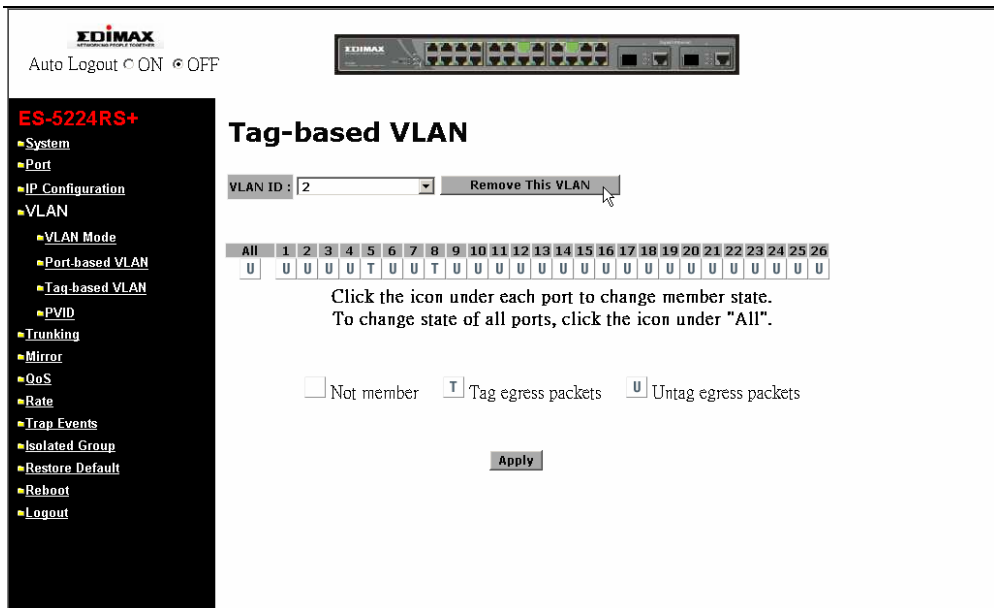 EDIMAX
NETWORKING PEOPLE TOGETHER
Auto Logout ON OFF
EDIMAX
ES-5224RS+
System
Port
IP Configuration
VLAN
VLAN Mode
Port-based VLAN
Tag-based VLAN
PVID
Trunking
Mirror
QoS
Rate
Trap Events
Isolated Group
Restore Default
Reboot
Logout
Tag-based VLAN
VLAN ID : 2 Remove This VLAN
All 1 2 3 4 5 6 7 8 9 10 11 12 13 14 15 16 17 18 19 20 21 22 23 24 25 26
U U U U U T U U T U U U U U U U U U U U U U U U U U U
Click the icon under each port to change member state.
To change state of all ports, click the icon under "All".
Not member T Tag egress packets U Untag egress packets
Apply